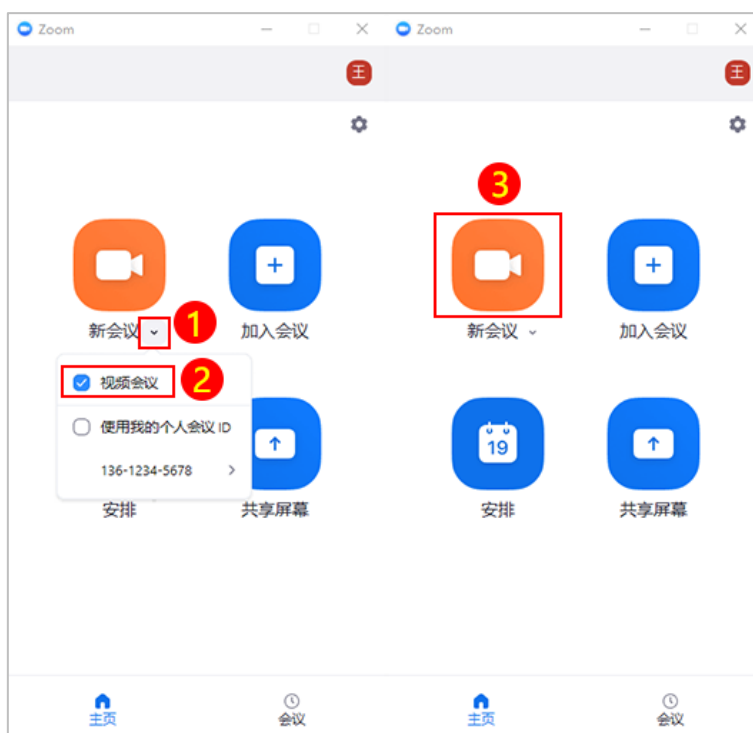 Zoom
王
新会议
1
加入会议
视频会议
2
使用我的个人会议 ID
136-1234-5678
安排
共享屏幕
主页
会议
Zoom
王
3
新会议
加入会议
19
安排
共享屏幕
主页
会议